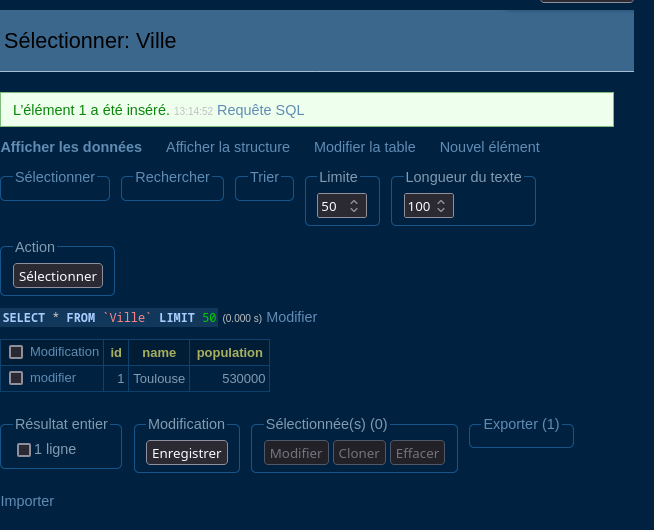 Sélectionner: Ville
L'élément 1 a été inséré. 13:14:52 Requête SQL
Afficher les données Afficher la structure Modifier la table Nouvel élément
Sélectionner Rechercher Trier Limite Longueur du texte
50 100
Action
Sélectionner
SELECT * FROM `Ville` LIMIT 50 (0.000 s) Modifier
Modification id name population
modifier 1 Toulouse 530000
Résultat entier Modification Sélectionnée(s) (0) Exporter (1)
1 ligne Enregistrer Modifier Cloner Effacer
Importer